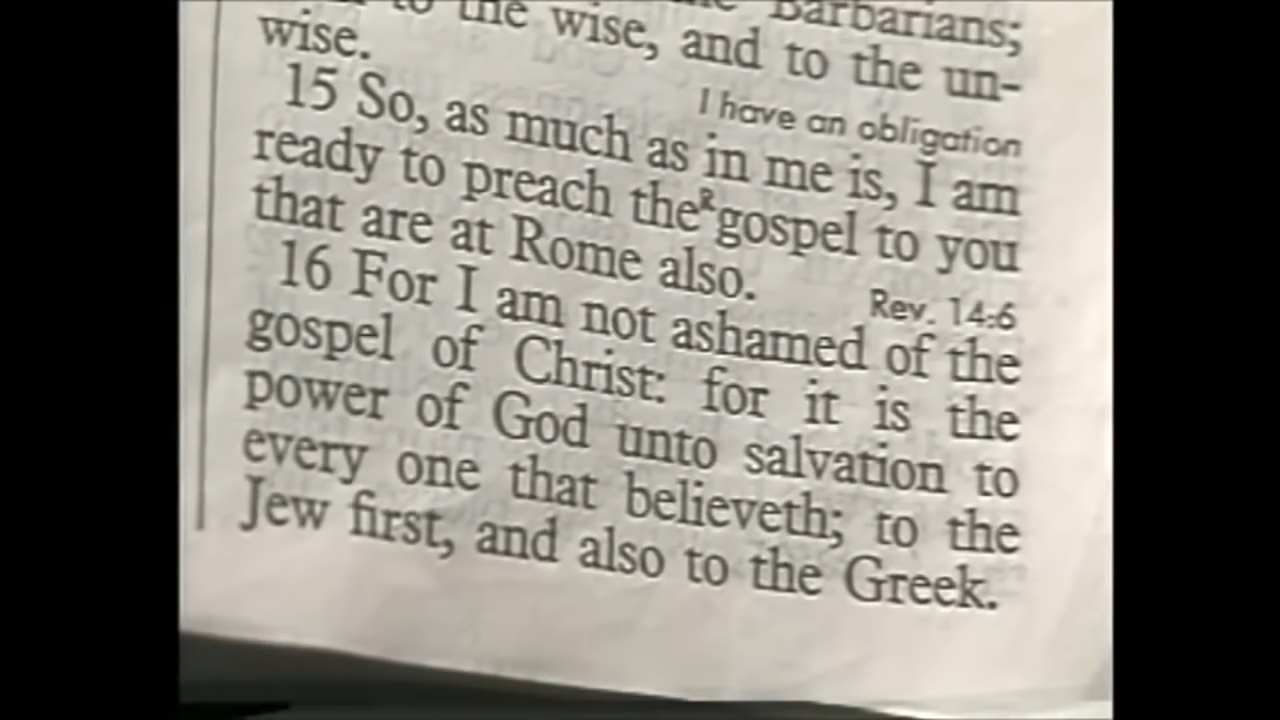 to the wise, and to the un-
Barbarians;
wise.
I have an obligation
15 So, as much as in me is, I am
ready to preach the R gospel to you
that are at Rome also.
Rev. 14:6
16 For I am not ashamed of the
gospel of Christ: for it is the
power of God unto salvation to
every one that believeth; to the
Jew first, and also to the Greek.